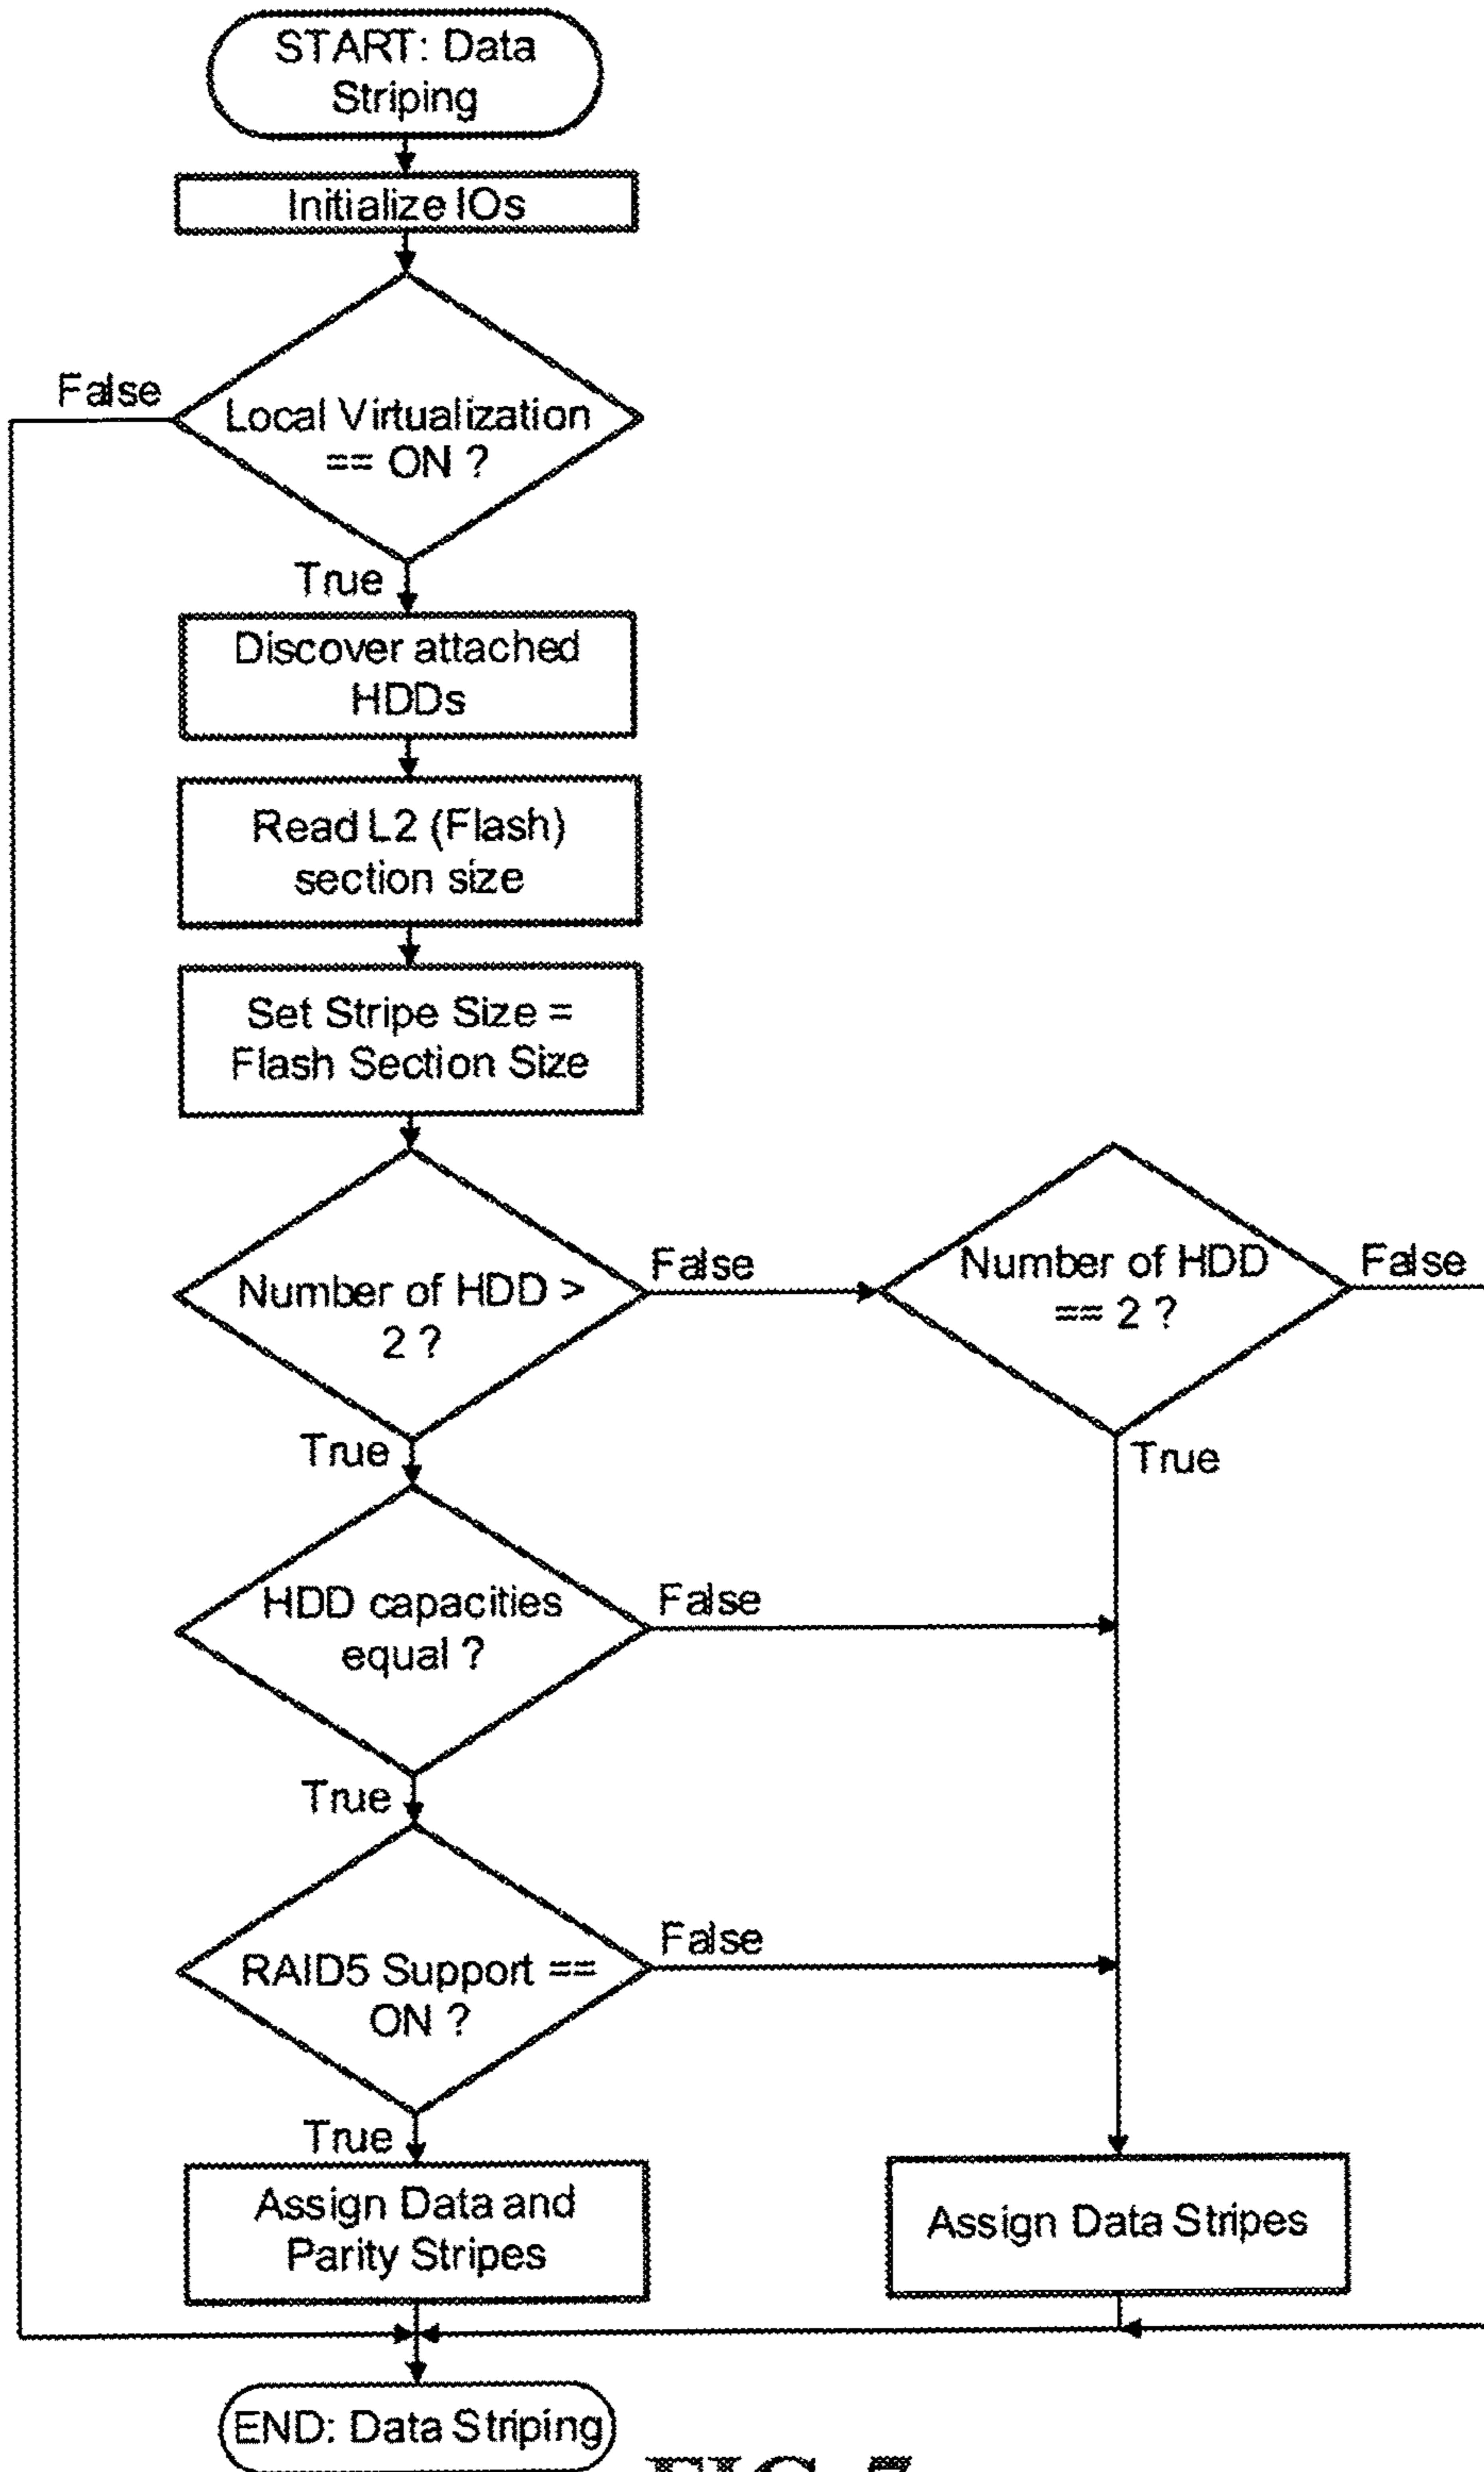 START: Data
Striping
Initialize IOs
False
Local Virtualization
== ON ?
True
Discover attached
HDDs
Read L2 (Flash)
section size
Set Stripe Size =
Flash Section Size
Number of HDD >
2 ?
False
Number of HDD
== 2 ?
False
True
True
HDD capacities
equal ?
False
True
RAID5 Support ==
ON ?
False
True
Assign Data and
Parity Stripes
Assign Data Stripes
END: Data Striping